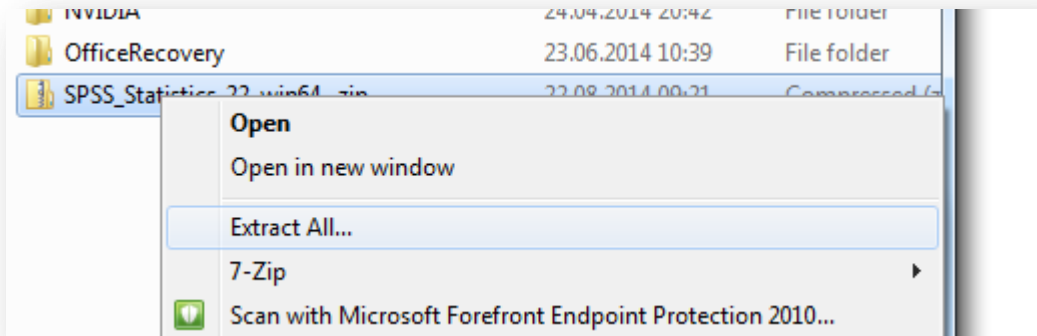 NVIDIA 24.04.2014 20:42 File folder
OfficeRecovery 23.06.2014 10:39 File folder
SPSS_Statistics_22_win64_.zip 22.08.2014 09:21 Compressed (z
Open
Open in new window
Extract All...
7-Zip
Scan with Microsoft Forefront Endpoint Protection 2010...